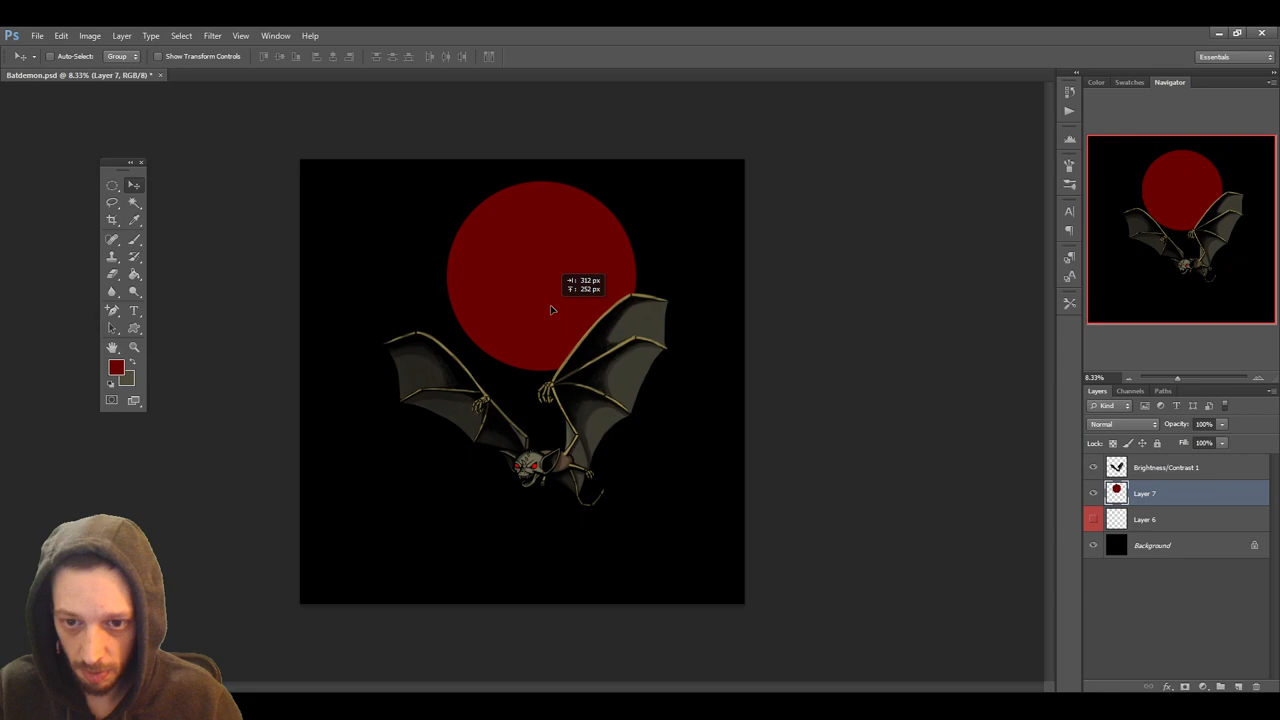 Ps File Edit Image Layer Type Select Filter View Window Help
Auto-Select: Group Show Transform Controls Essentials
Batdemon.psd @ 8.33% (Layer 7, RGB/8) * ×
Color Swatches Navigator
312 px
252 px
8.33%
Layers Channels Paths
Kind
Normal Opacity: 100%
Lock: Fill: 100%
Brightness/Contrast 1
Layer 7
Layer 6
Background